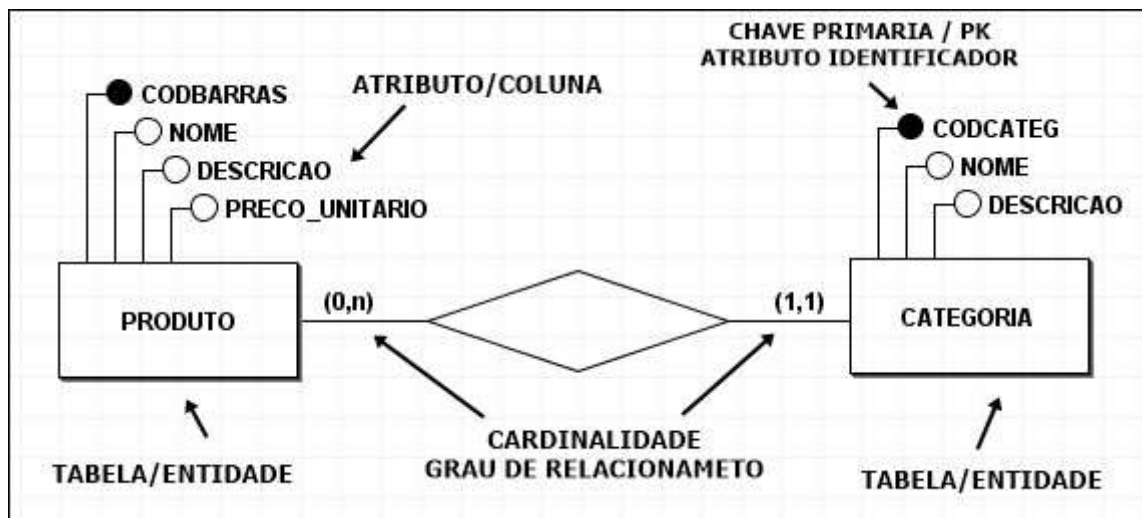 CHAVE PRIMARIA / PK
ATRIBUTO IDENTIFICADOR
ATRIBUTO/COLUNA
CODBARRAS
NOME
DESCRICAO
PRECO_UNITARIO
CODCATEG
NOME
DESCRICAO
PRODUTO
(0,n)
(1,1)
CATEGORIA
CARDINALIDADE
GRAU DE RELACIONAMETO
TABELA/ENTIDADE
TABELA/ENTIDADE